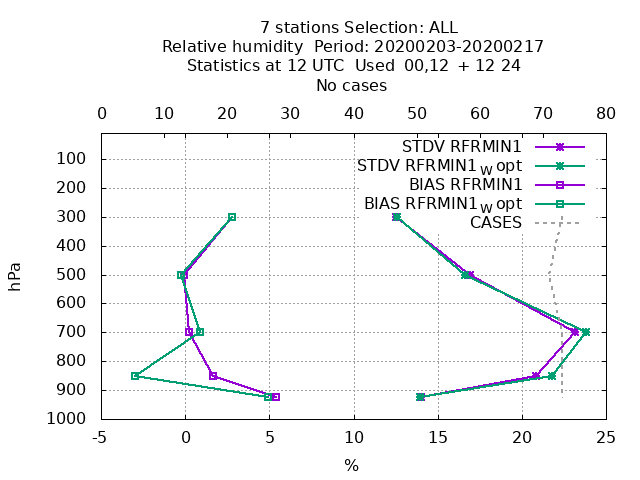 7 stations Selection: ALL
Relative humidity  Period: 20200203-20200217
Statistics at 12 UTC  Used  00,12  + 12 24
No cases
0 10 20 30 40 50 60 70 80
STDV RFRMIN1
STDV RFRMIN1w opt
BIAS RFRMIN1
BIAS RFRMIN1w opt
CASES
100
200
300
400
500
600
700
800
900
1000
hPa
-5 0 5 10 15 20 25
%